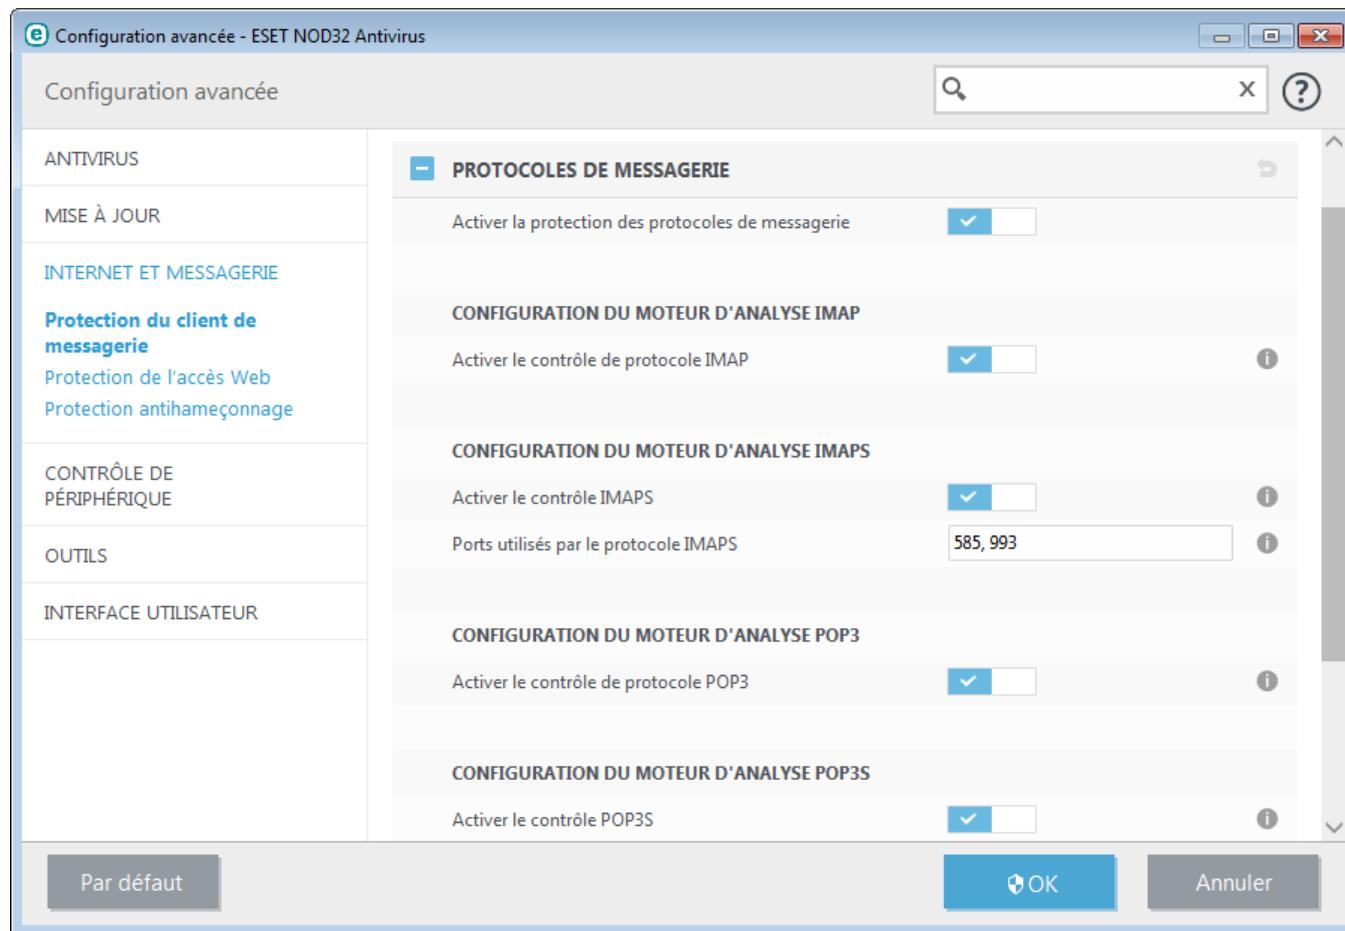 Configuration avancée - ESET NOD32 Antivirus
Configuration avancée
ANTIVIRUS
MISE À JOUR
INTERNET ET MESSAGERIE
Protection du client de
messagerie
Protection de l'accès Web
Protection antihameçonnage
CONTRÔLE DE
PÉRIPHÉRIQUE
OUTILS
INTERFACE UTILISATEUR
PROTOCOLES DE MESSAGERIE
Activer la protection des protocoles de messagerie
CONFIGURATION DU MOTEUR D'ANALYSE IMAP
Activer le contrôle de protocole IMAP
CONFIGURATION DU MOTEUR D'ANALYSE IMAPS
Activer le contrôle IMAPS
Ports utilisés par le protocole IMAPS
585, 993
CONFIGURATION DU MOTEUR D'ANALYSE POP3
Activer le contrôle de protocole POP3
CONFIGURATION DU MOTEUR D'ANALYSE POP3S
Activer le contrôle POP3S
Par défaut
OK
Annuler